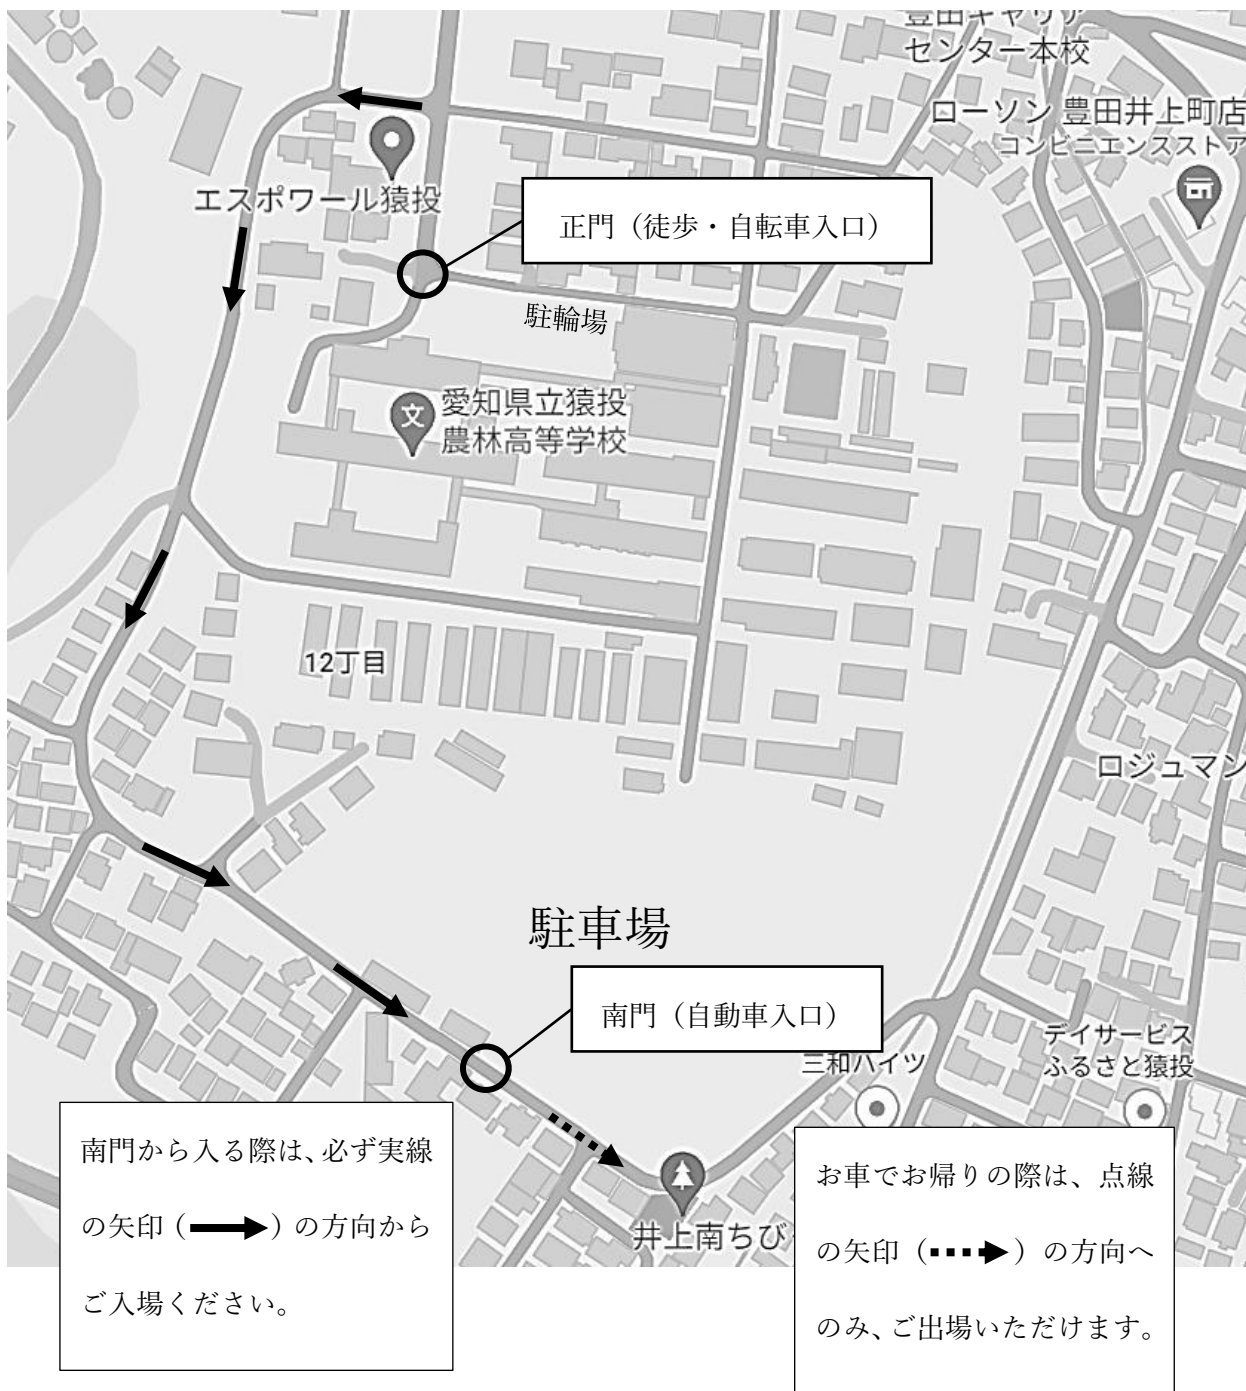 豊田キャリア
センター本校
ローソン 豊田井上町店
コンビニエンスストア
エスポワール猿投
正門（徒歩・自転車入口）
駐輪場
愛知県立猿投
農林高等学校
文
12丁目
ロジュマン
駐車場
南門（自動車入口）
三和ハイツ
デイサービス
ふるさと猿投
井上南ちび
南門から入る際は、必ず実線
の矢印（→）の方向から
ご入場ください。
お車でお帰りの際は、点線
の矢印（⇢）の方向へ
のみ、ご出場いただけます。